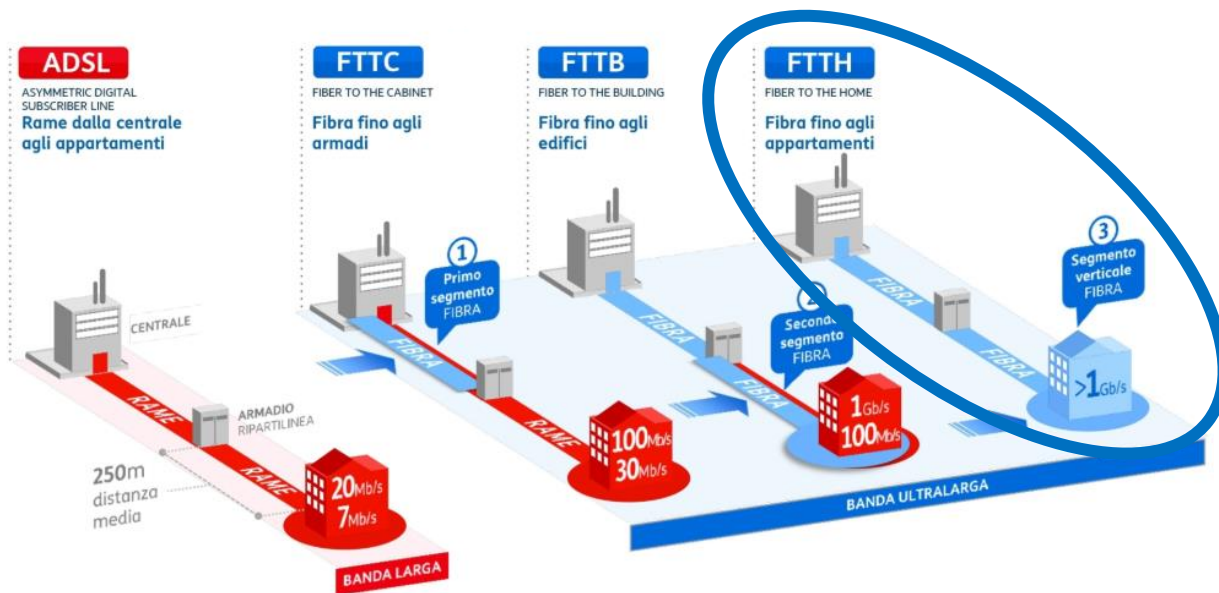 ADSL
ASYMMETRIC DIGITAL
SUBSCRIBER LINE
Rame dalla centrale
agli appartamenti
CENTRALE
RAME
ARMADIO
RIPARTILINEA
RAME
250m
distanza
media
20Mb/s
7Mb/s
BANDA LARGA
FTTC
FIBER TO THE CABINET
Fibra fino agli
armadi
1
Primo
segmento
FIBRA
FIBRA
RAME
100Mb/s
30Mb/s
FTTB
FIBER TO THE BUILDING
Fibra fino agli
edifici
FIBRA
2
Secondo
segmento
FIBRA
FIBRA
1Gb/s
100Mb/s
FTTH
FIBER TO THE HOME
Fibra fino agli
appartamenti
FIBRA
3
Segmento
verticale
FIBRA
FIBRA
>1Gb/s
BANDA ULTRALARGA